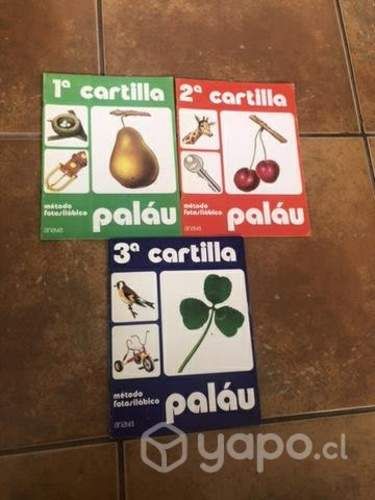 1ª cartilla
método
fotosilábico
paláu
anaya
2ª cartilla
método
fotosilábico
paláu
anaya
3ª cartilla
método
fotosilábico
paláu
anaya
yapo.cl